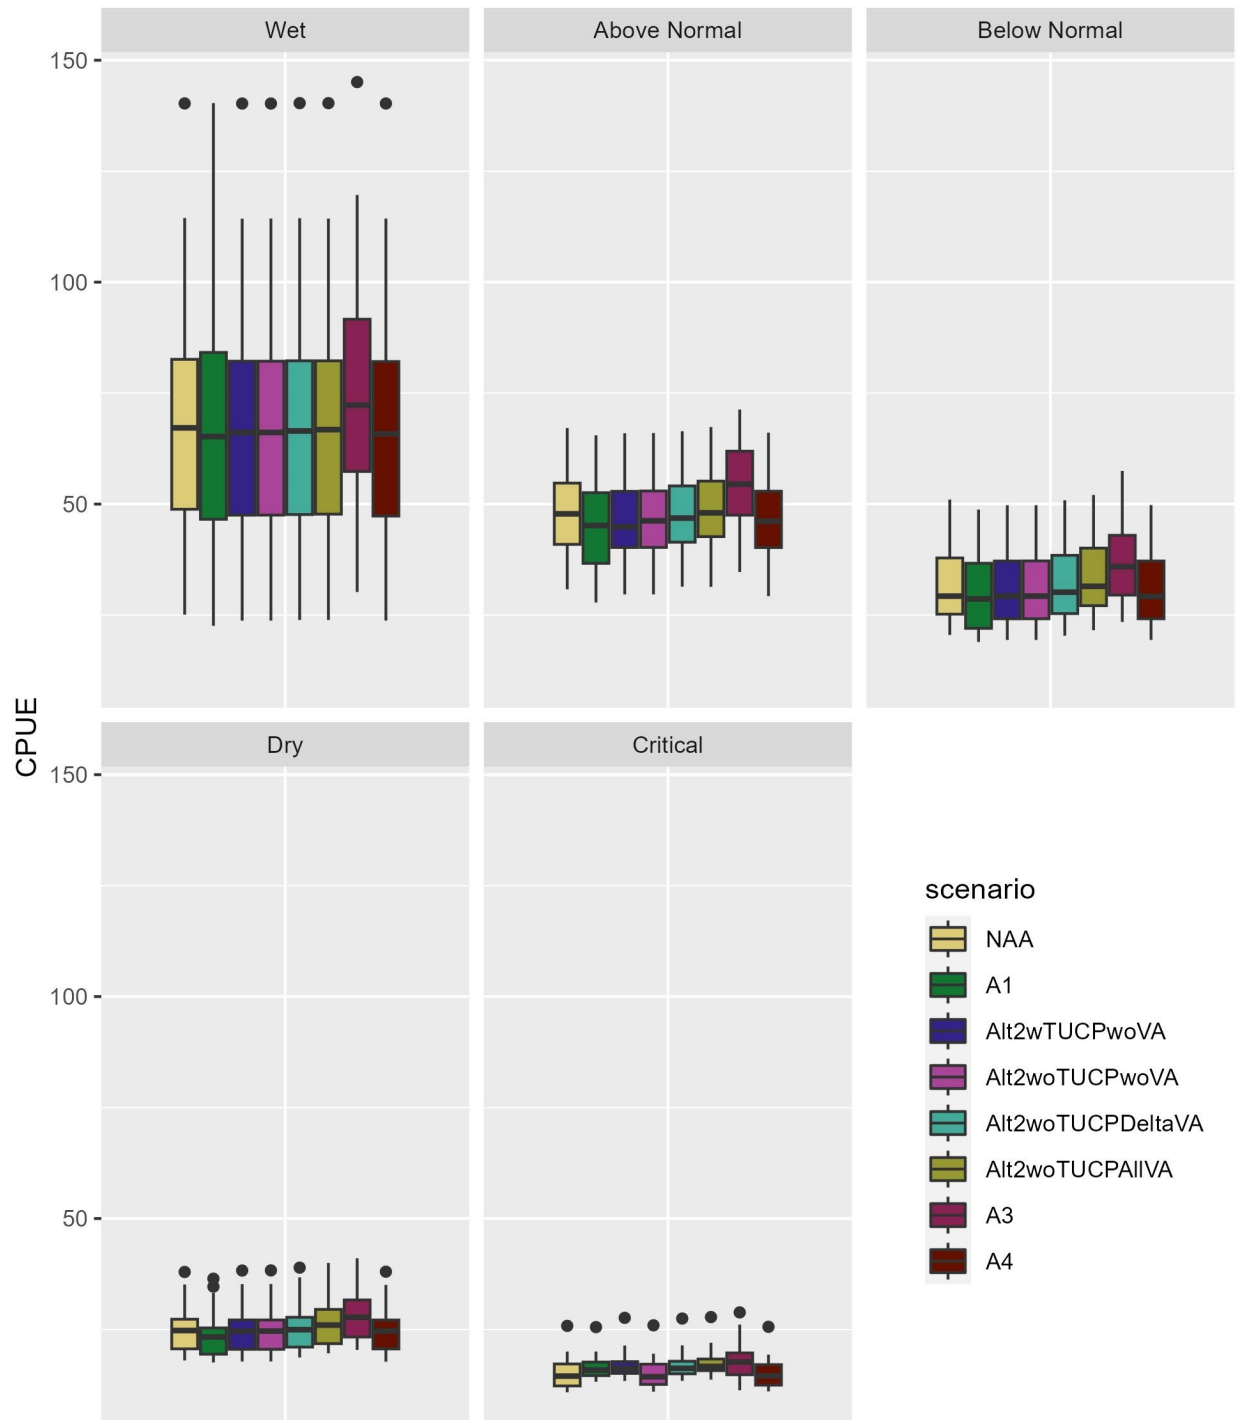 Wet
Above Normal
Below Normal
150
100
50
CPUE
Dry
Critical
150
100
50
scenario
NAA
A1
Alt2wTUCPwoVA
Alt2woTUCPwoVA
Alt2woTUCPDeltaVA
Alt2woTUCPAllVA
A3
A4